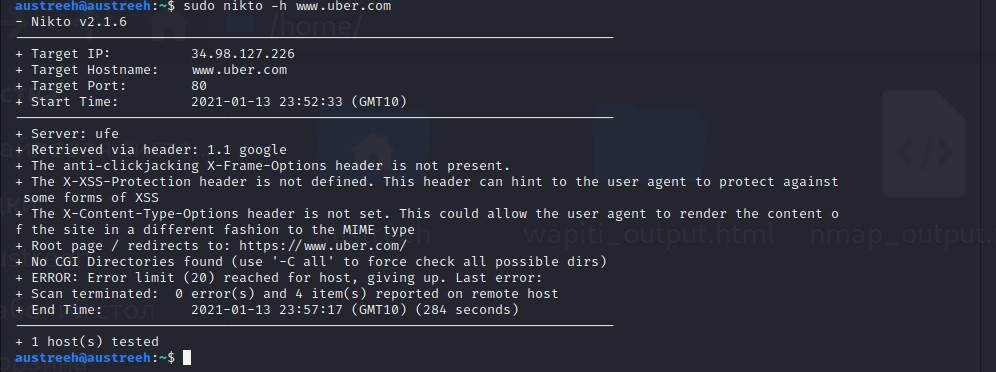 austreeh@austreeh:~$ sudo nikto -h www.uber.com
- Nikto v2.1.6
---------------------------------------------------------------------------
+ Target IP:          34.98.127.226
+ Target Hostname:    www.uber.com
+ Target Port:        80
+ Start Time:         2021-01-13 23:52:33 (GMT10)
---------------------------------------------------------------------------
+ Server: ufe
+ Retrieved via header: 1.1 google
+ The anti-clickjacking X-Frame-Options header is not present.
+ The X-XSS-Protection header is not defined. This header can hint to the user agent to protect against
 some forms of XSS
+ The X-Content-Type-Options header is not set. This could allow the user agent to render the content o
f the site in a different fashion to the MIME type
+ Root page / redirects to: https://www.uber.com/
+ No CGI Directories found (use '-C all' to force check all possible dirs)
+ ERROR: Error limit (20) reached for host, giving up. Last error:
+ Scan terminated:  0 error(s) and 4 item(s) reported on remote host
+ End Time:           2021-01-13 23:57:17 (GMT10) (284 seconds)
---------------------------------------------------------------------------
+ 1 host(s) tested
austreeh@austreeh:~$
/home/
wapiti_output.html
nmap_output.